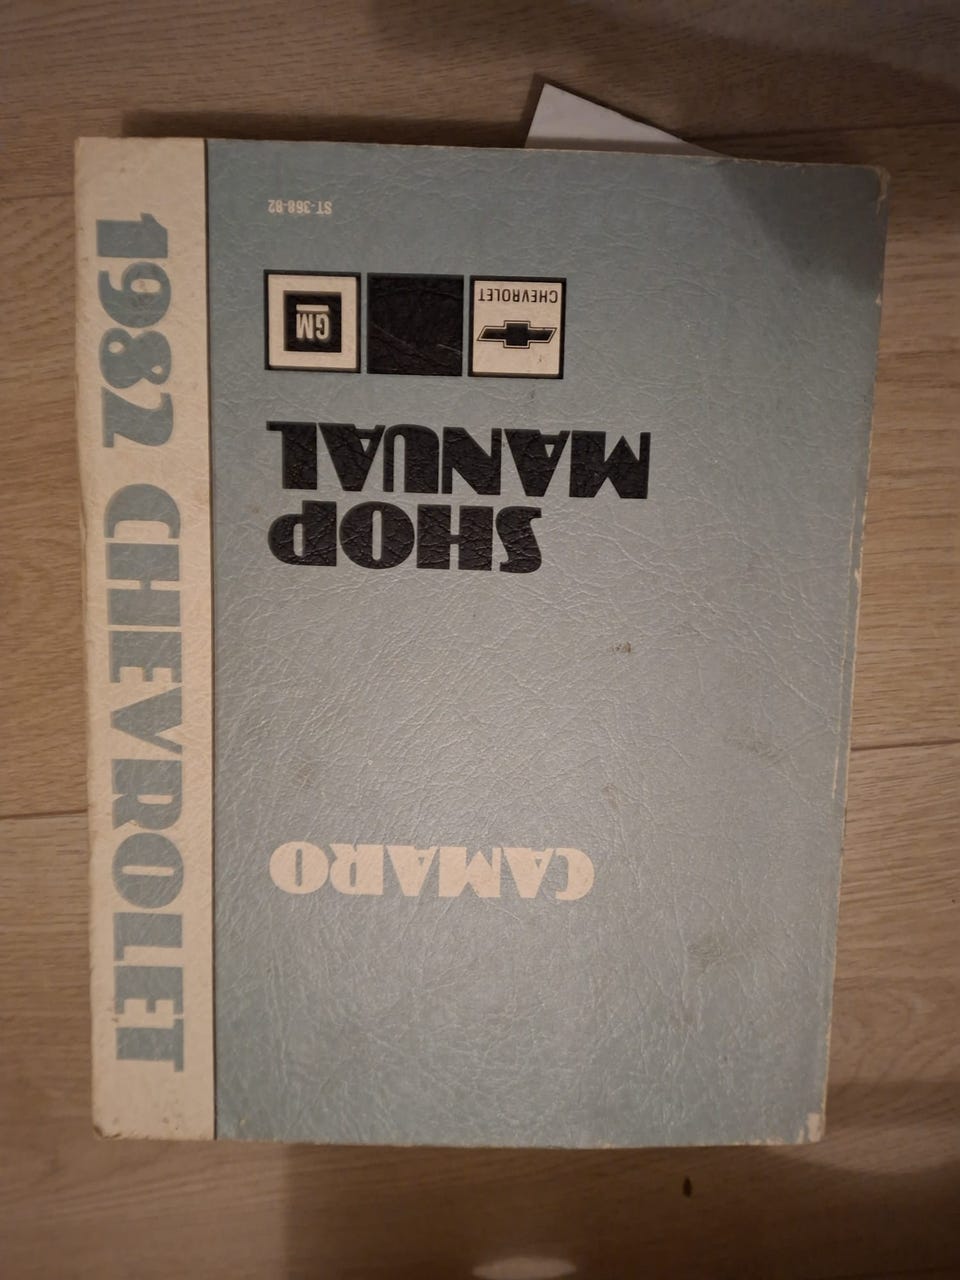 1982 CHEVROLET
CAMARO
SHOP
MANUAL
CHEVROLET
GM
ST-368-82